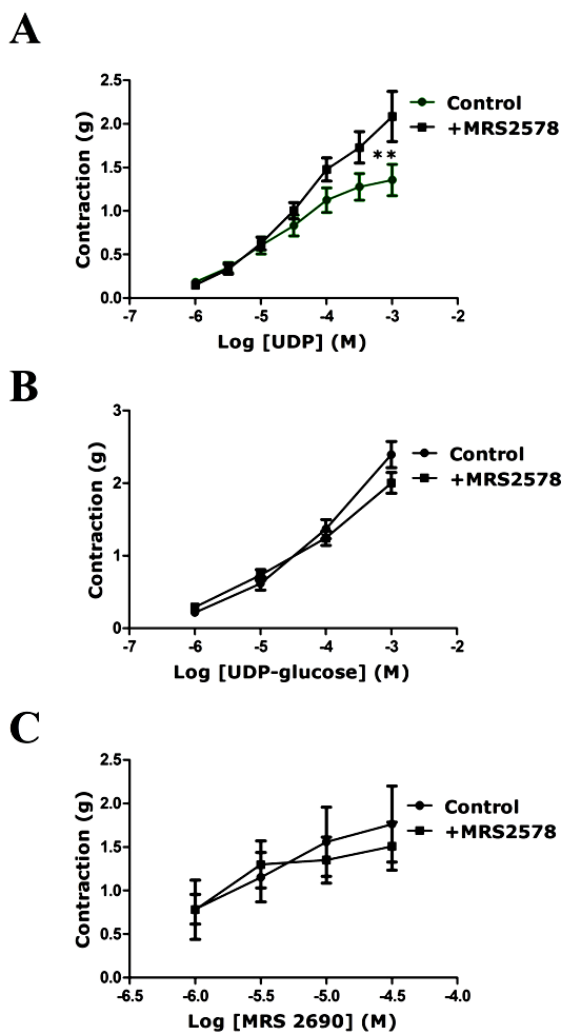 A
2.5
2.0
1.5
1.0
0.5
0.0
Contraction (g)
Control
+MRS2578
**
-7 -6 -5 -4 -3 -2
Log [UDP] (M)
B
3
2
1
0
Contraction (g)
Control
+MRS2578
-7 -6 -5 -4 -3 -2
Log [UDP-glucose] (M)
C
2.5
2.0
1.5
1.0
0.5
0.0
Contraction (g)
Control
+MRS2578
-6.5 -6.0 -5.5 -5.0 -4.5 -4.0
Log [MRS 2690] (M)